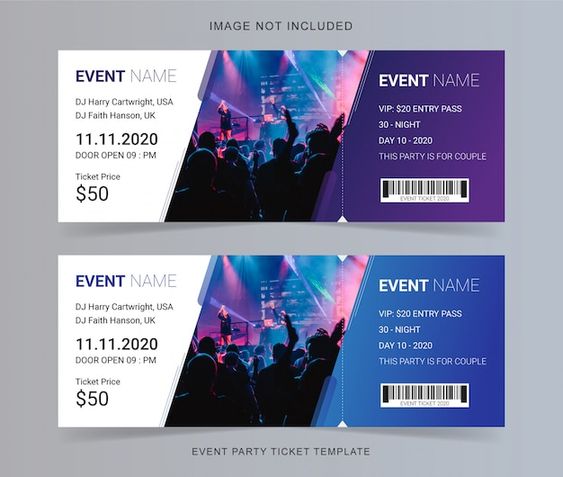 IMAGE NOT INCLUDED
EVENT NAME
DJ Harry Cartwright, USA
DJ Faith Hanson, UK
11.11.2020
DOOR OPEN 09 : PM
Ticket Price
$50
EVENT NAME
VIP: $20 ENTRY PASS
30 - NIGHT
DAY 10 - 2020
THIS PARTY IS FOR COUPLE
EVENT TICKET 2020
EVENT NAME
DJ Harry Cartwright, USA
DJ Faith Hanson, UK
11.11.2020
DOOR OPEN 09 : PM
Ticket Price
$50
EVENT NAME
VIP: $20 ENTRY PASS
30 - NIGHT
DAY 10 - 2020
THIS PARTY IS FOR COUPLE
EVENT TICKET 2020
EVENT PARTY TICKET TEMPLATE